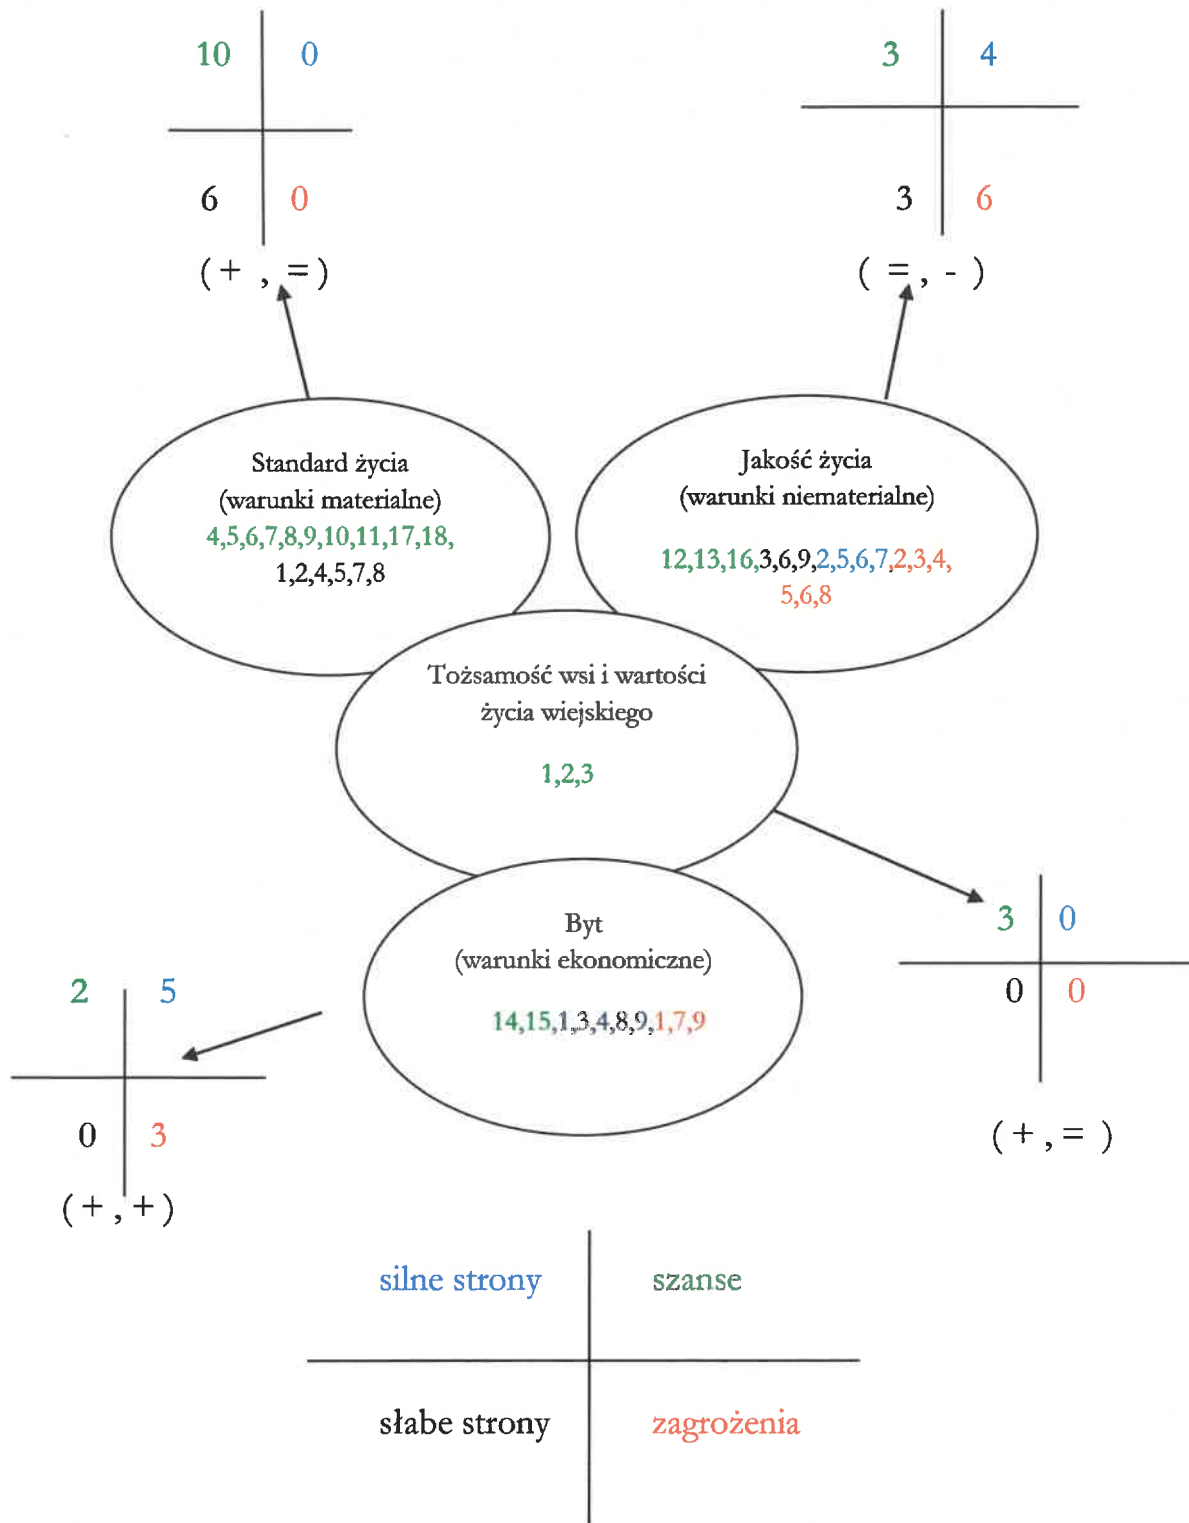 10 0
6 0
( + , = )
3 4
3 6
( = , - )
Standard życia
(warunki materialne)
4,5,6,7,8,9,10,11,17,18,
1,2,4,5,7,8
Jakość życia
(warunki niematerialne)
12,13,16,3,6,9,2,5,6,7,2,3,4,
5,6,8
Tożsamość wsi i wartości
życia wiejskiego
1,2,3
3 0
0 0
( + , = )
Byt
(warunki ekonomiczne)
14,15,1,3,4,8,9,1,7,9
2 5
0 3
( + , + )
silne strony szanse
słabe strony zagrożenia